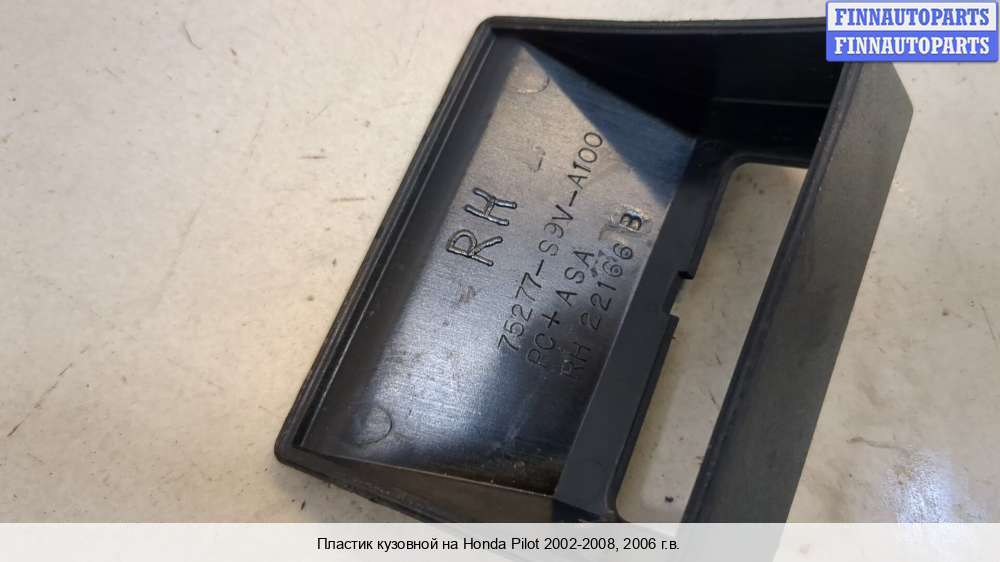 FINNAUTOPARTS
FINNAUTOPARTS
RH
75277-S9V-A100
PC+ASA
RH 22166 B
Пластик кузовной на Honda Pilot 2002-2008, 2006 г.в.